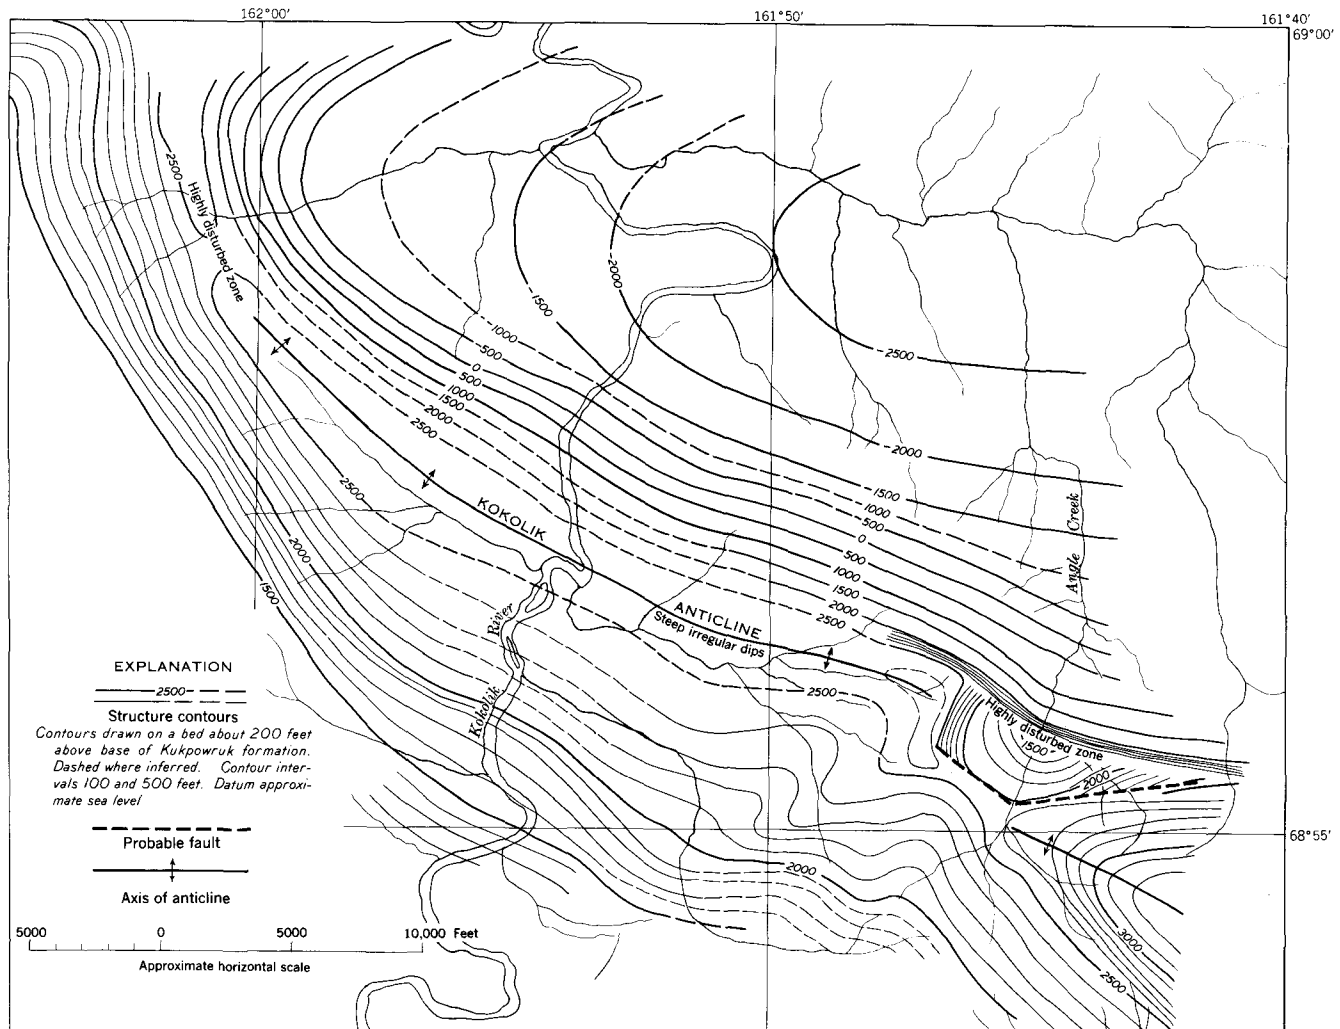 162°00'
161°50'
161°40'
69°00'
2500
Highly disturbed zone
-2000
1500
-1000
500
0
500
1000
1500
2000
2500
-2500
-2000
1500
1000
500
0
500
1000
1500
2000
2500
2500
2000
1500
KOKOLIK
ANTICLINE
Steep irregular dips
Angle Creek
Kokolik River
2500
Highly disturbed zone
1500
2000
68°55'
2000
3000
2500
EXPLANATION
2500
Structure contours
Contours drawn on a bed about 200 feet
above base of Kukpowruk formation.
Dashed where inferred. Contour inter-
vals 100 and 500 feet. Datum approxi-
mate sea level
Probable fault
Axis of anticline
5000 0 5000 10,000 Feet
Approximate horizontal scale